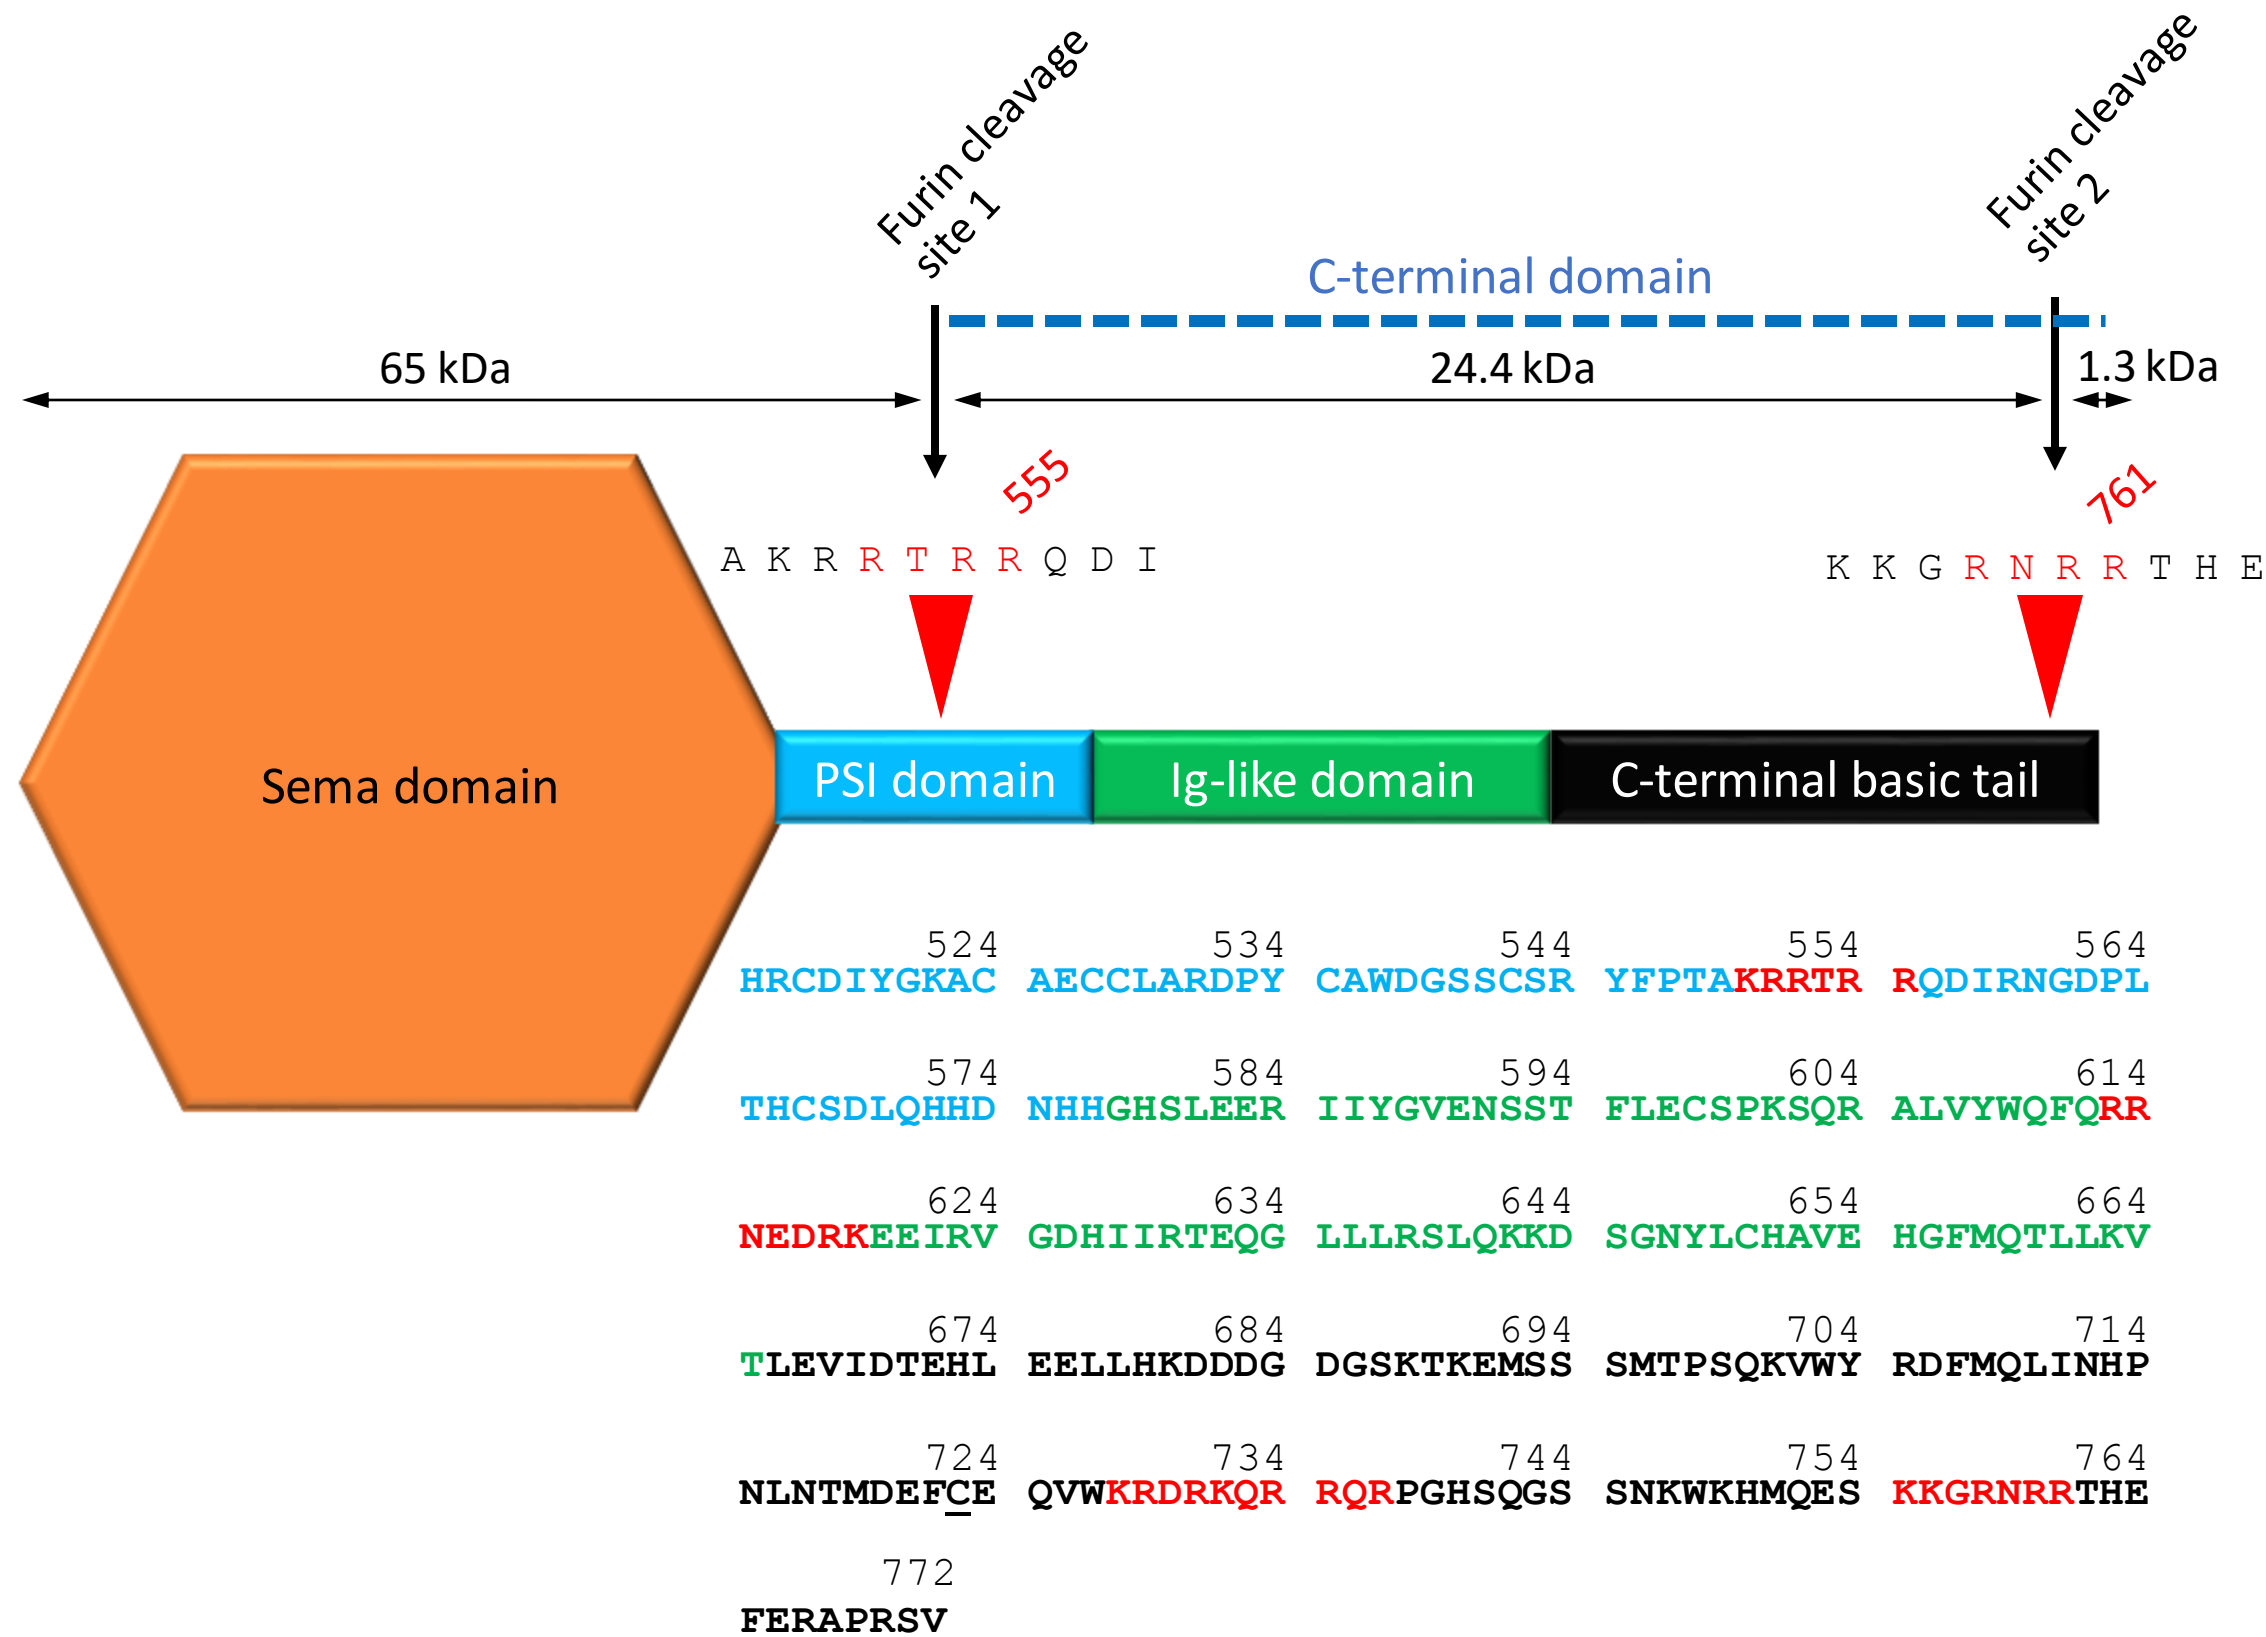 Furin cleavage
site 1
Furin cleavage
site 2
C-terminal domain
65 kDa
24.4 kDa
1.3 kDa
555
761
A K R R T R R Q D I
K K G R N R R T H E
Sema domain
PSI domain
Ig-like domain
C-terminal basic tail
524 534 544 554 564
HRCDIYGKAC AECCLARDPY CAWDGSSCSR YFPTAKRRTR RQDIRNGDPL
574 584 594 604 614
THCSDLQHHD NHHGHSLEER IIYGVENSST FLECSPKSQR ALVYWQFQRR
624 634 644 654 664
NEDRKEEIRV GDHIIRTEQG LLLRSLQKKD SGNYLCHAVE HGFMQTLLKV
674 684 694 704 714
TLEVIDTEHL EELLHKDDDG DGSKTKEMSS SMTPSQKVWY RDFMQLINHP
724 734 744 754 764
NLNTMDEFCE QVWKRDRKQR RQRPGHSQGS SNKWKHMQES KKGRNRRTHE
772
FERAPRSV